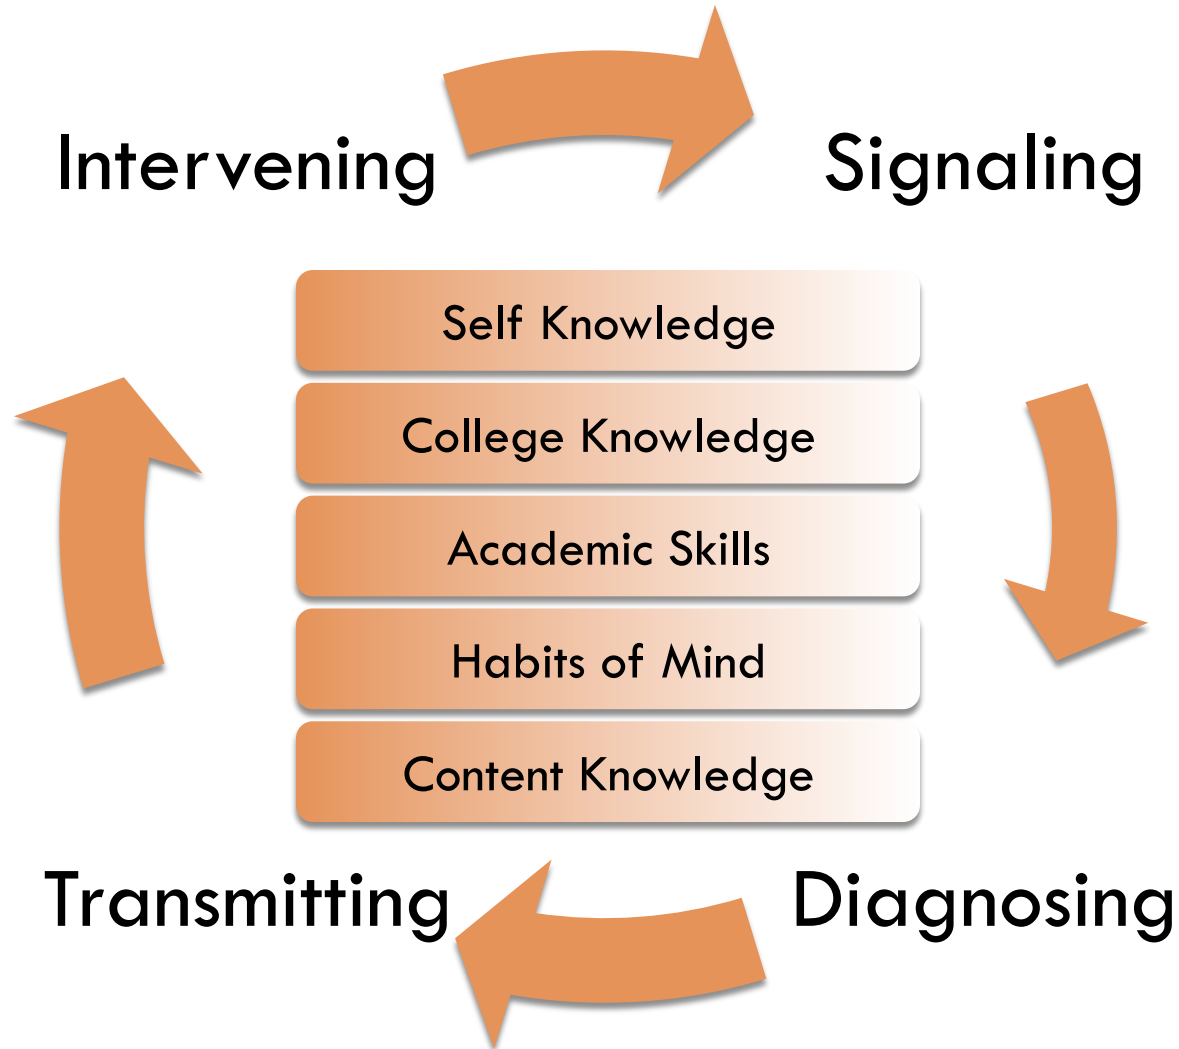 Intervening
Signaling
Self Knowledge
College Knowledge
Academic Skills
Habits of Mind
Content Knowledge
Transmitting
Diagnosing